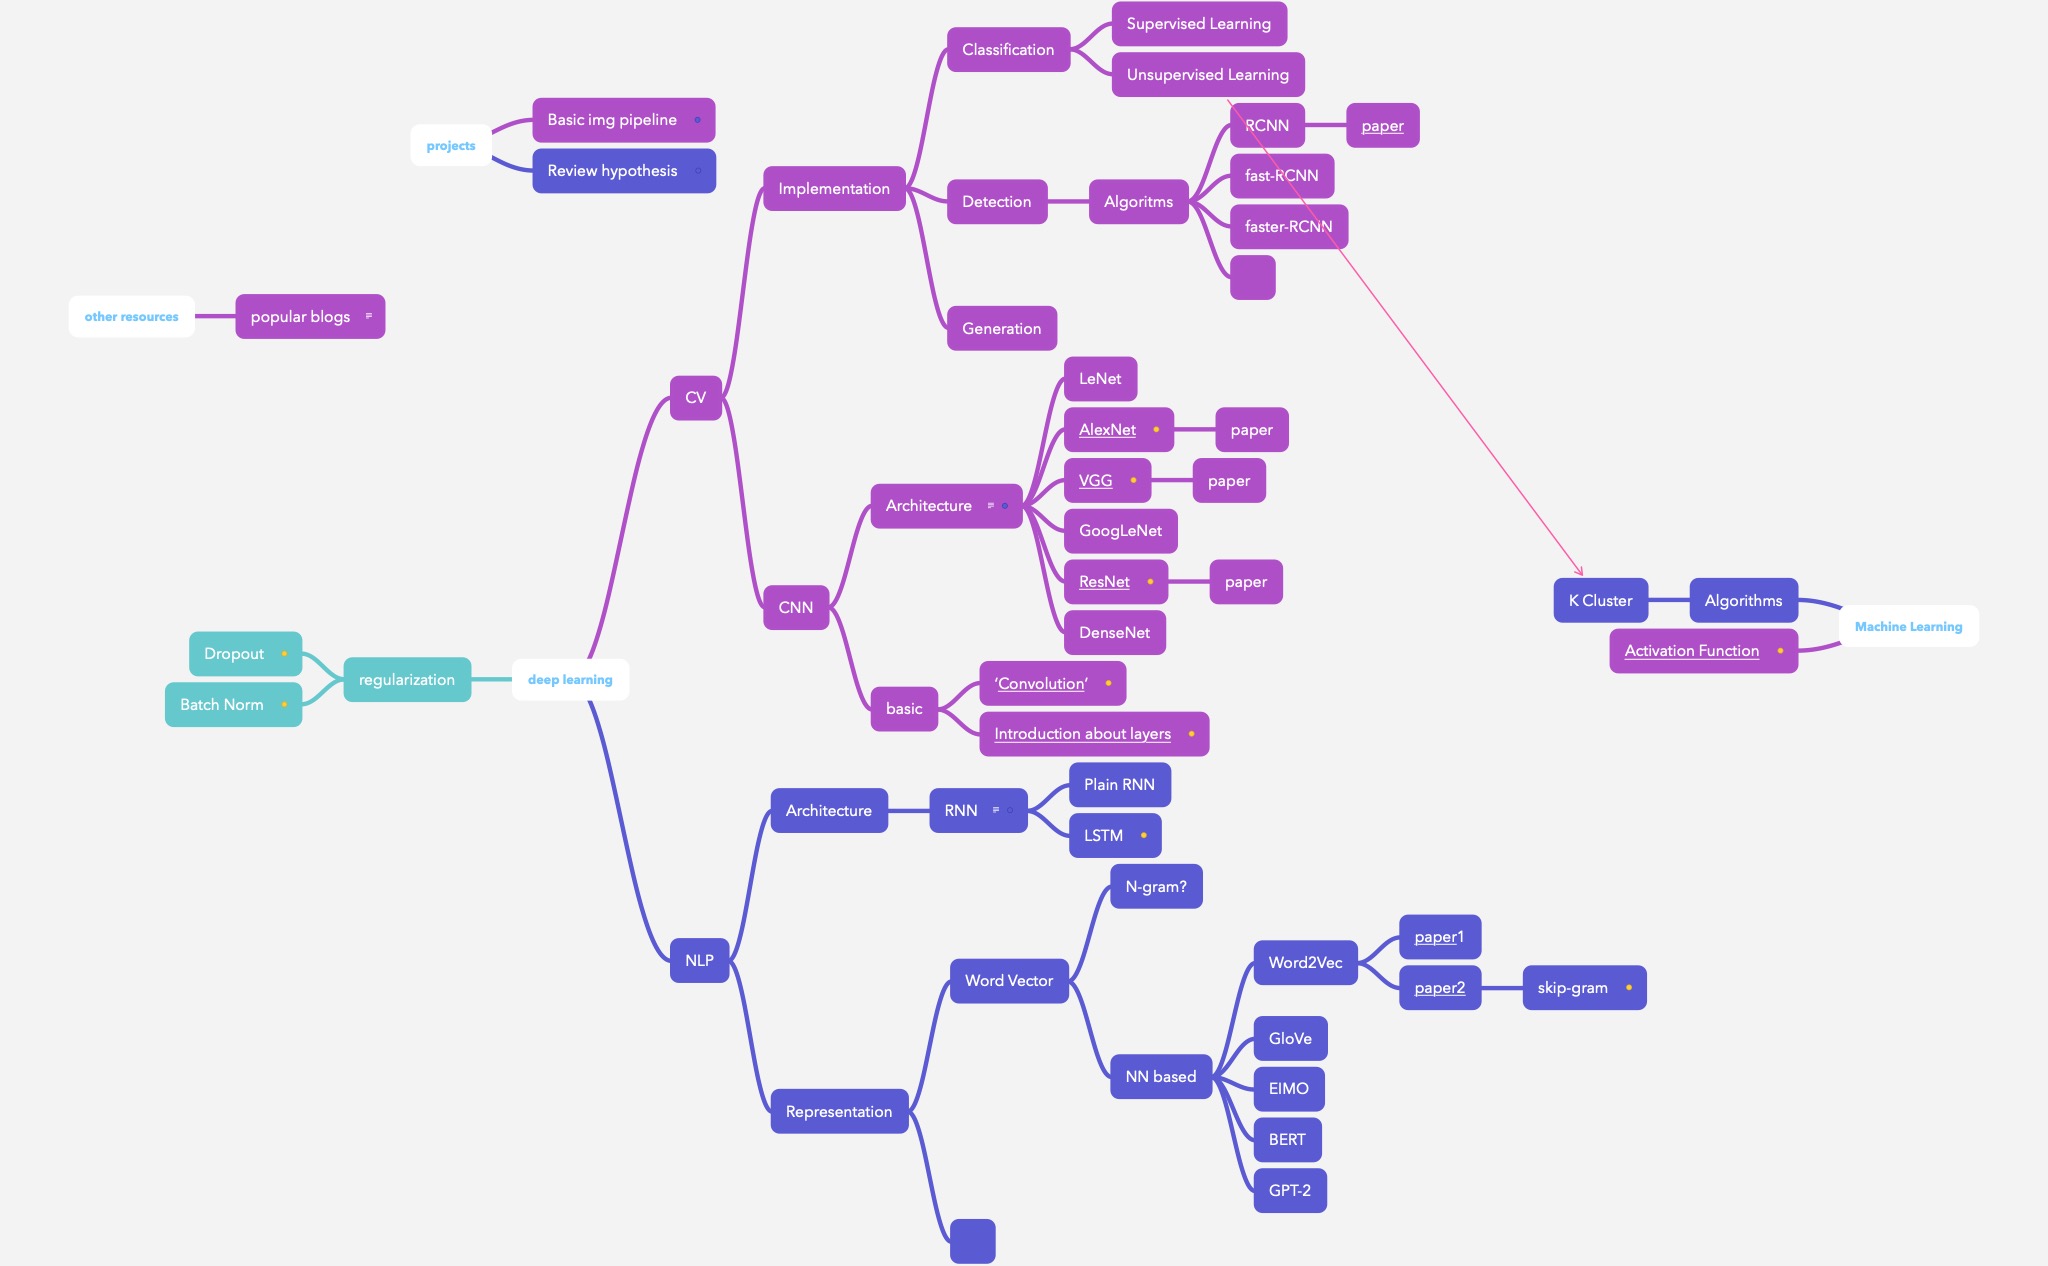 Supervised Learning
Classification
Unsupervised Learning
projects
Basic img pipeline
Review hypothesis
Implementation
RCNN
paper
fast-RCNN
Detection
Algoritms
faster-RCNN
Generation
other resources
popular blogs
CV
LeNet
AlexNet
paper
VGG
paper
Architecture
GoogLeNet
ResNet
paper
DenseNet
CNN
basic
‘Convolution’
Introduction about layers
K Cluster
Algorithms
Machine Learning
Activation Function
Dropout
Batch Norm
regularization
deep learning
Architecture
RNN
Plain RNN
LSTM
NLP
N-gram?
Word Vector
Word2Vec
paper1
paper2
skip-gram
GloVe
NN based
EIMO
BERT
GPT-2
Representation